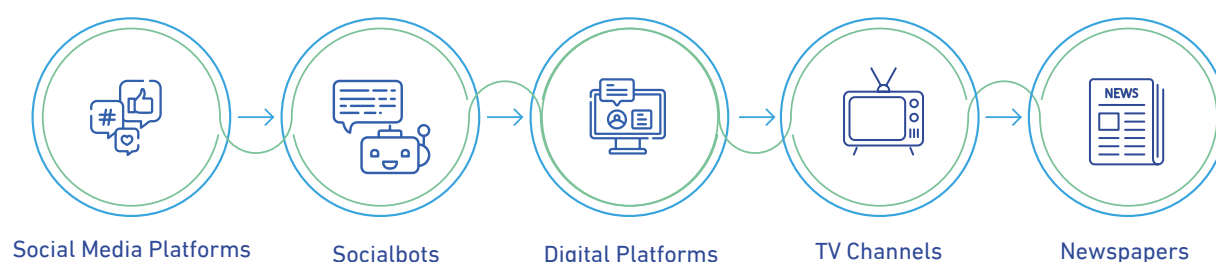 #
NEWS
Social Media Platforms
Socialbots
Digital Platforms
TV Channels
Newspapers